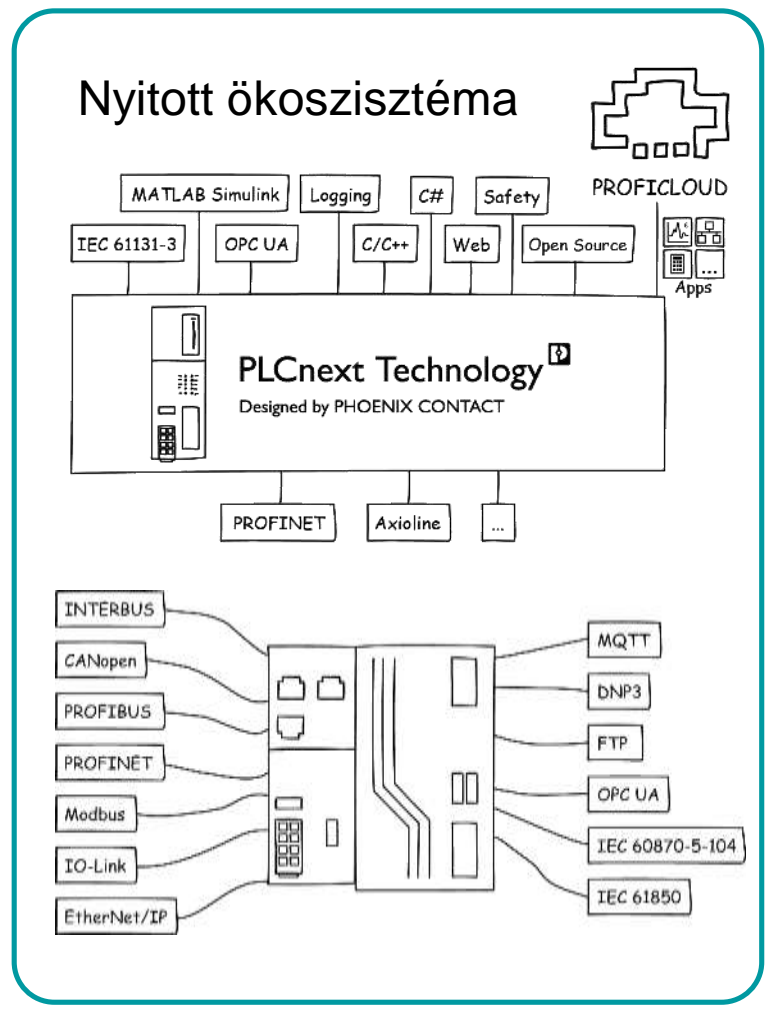 Nyitott ökoszisztéma
PROFICLOUD
MATLAB Simulink
Logging
C#
Safety
IEC 61131-3
OPC UA
C/C++
Web
Open Source
...
Apps
PLCnext Technology
Designed by PHOENIX CONTACT
PROFINET
Axioline
...
INTERBUS
CANopen
PROFIBUS
PROFINET
Modbus
IO-Link
EtherNet/IP
MQTT
DNP3
FTP
OPC UA
IEC 60870-5-104
IEC 61850